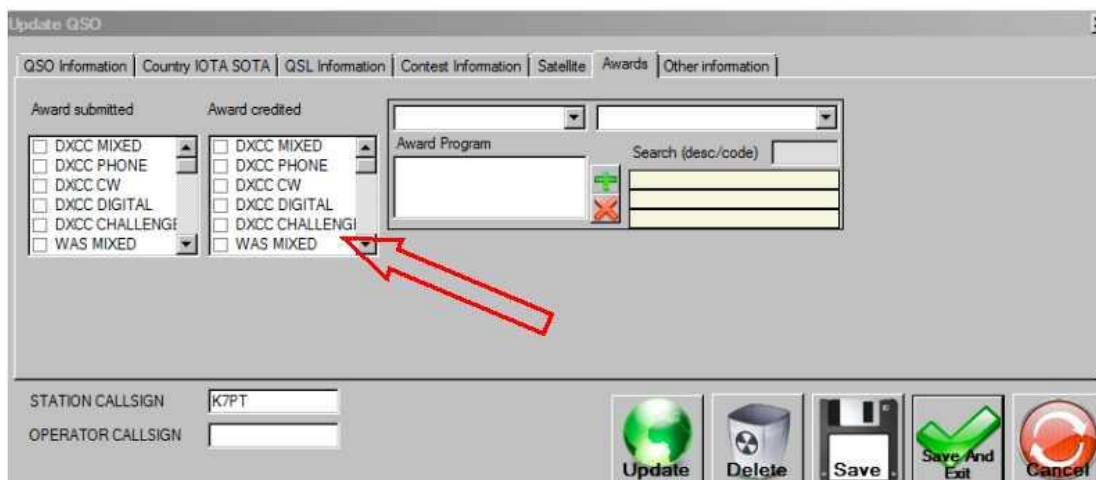 Update QSO
QSO Information Country IOTA SOTA QSL Information Contest Information Satellite Awards Other information
Award submitted Award credited
DXCC MIXED
DXCC PHONE
DXCC CW
DXCC DIGITAL
DXCC CHALLENGE
WAS MIXED
DXCC MIXED
DXCC PHONE
DXCC CW
DXCC DIGITAL
DXCC CHALLENGE
WAS MIXED
Award Program
Search (desc/code)
STATION CALLSIGN K7PT
OPERATOR CALLSIGN
Update Delete Save Save And Exit Cancel